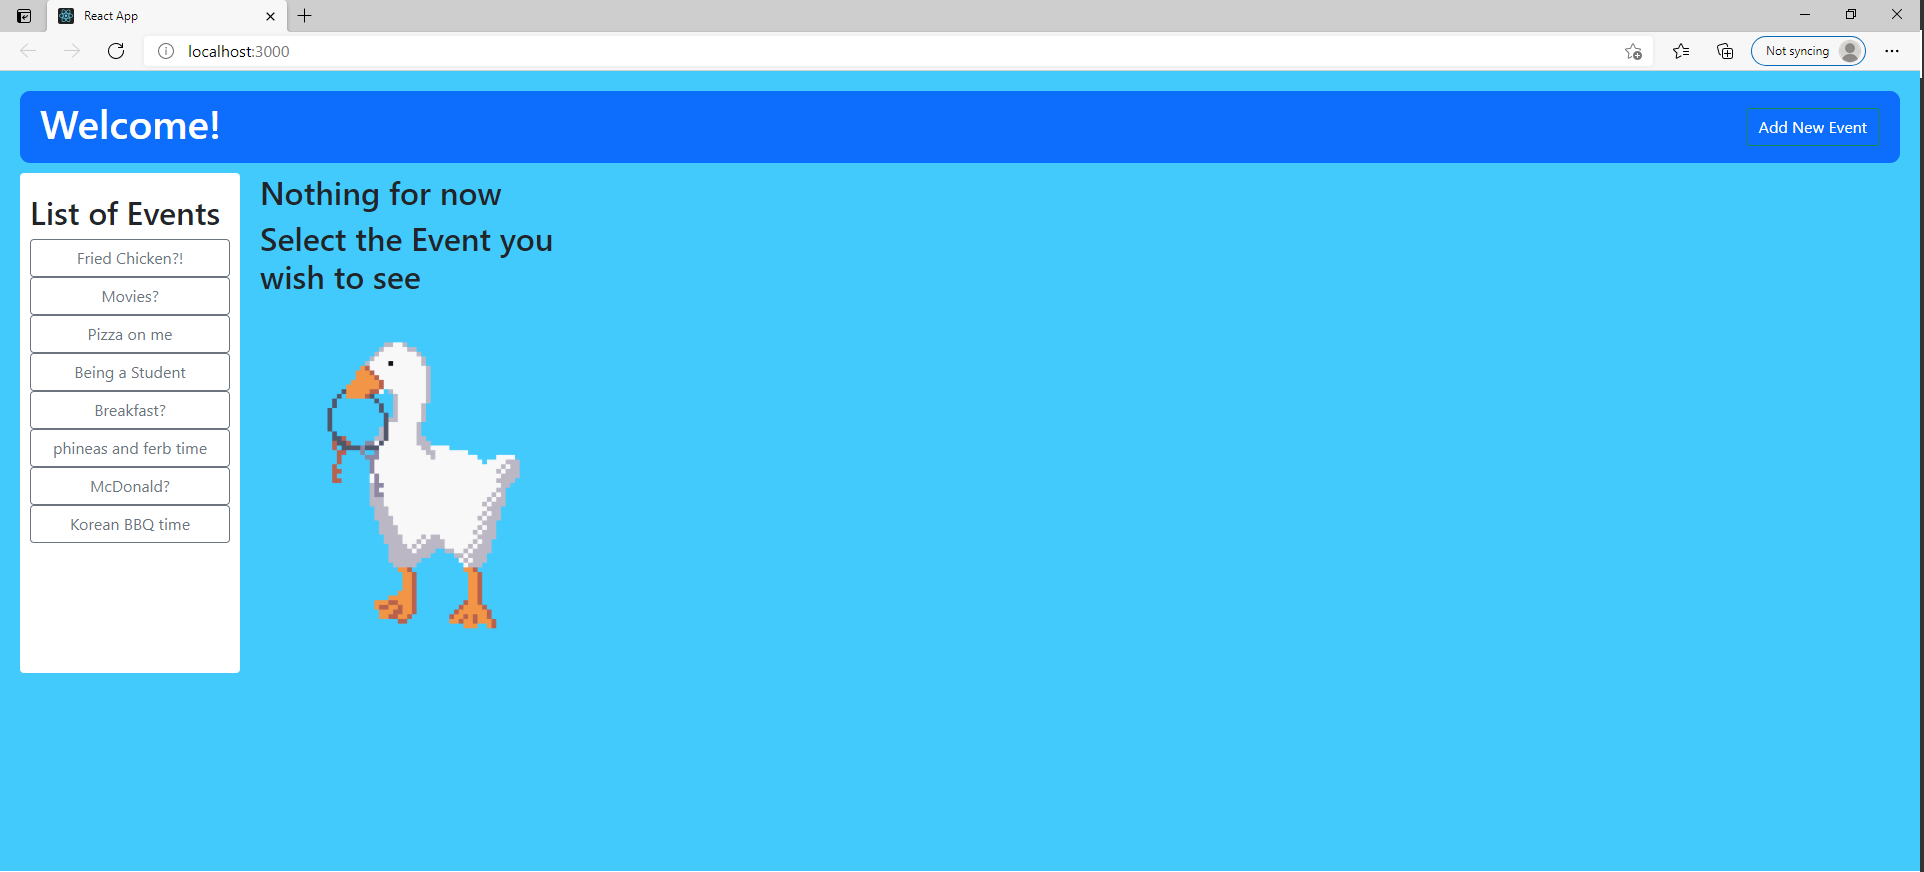 React App
localhost:3000
Not syncing
Welcome!
Add New Event
List of Events
Fried Chicken?!
Movies?
Pizza on me
Being a Student
Breakfast?
phineas and ferb time
McDonald?
Korean BBQ time
Nothing for now
Select the Event you
wish to see